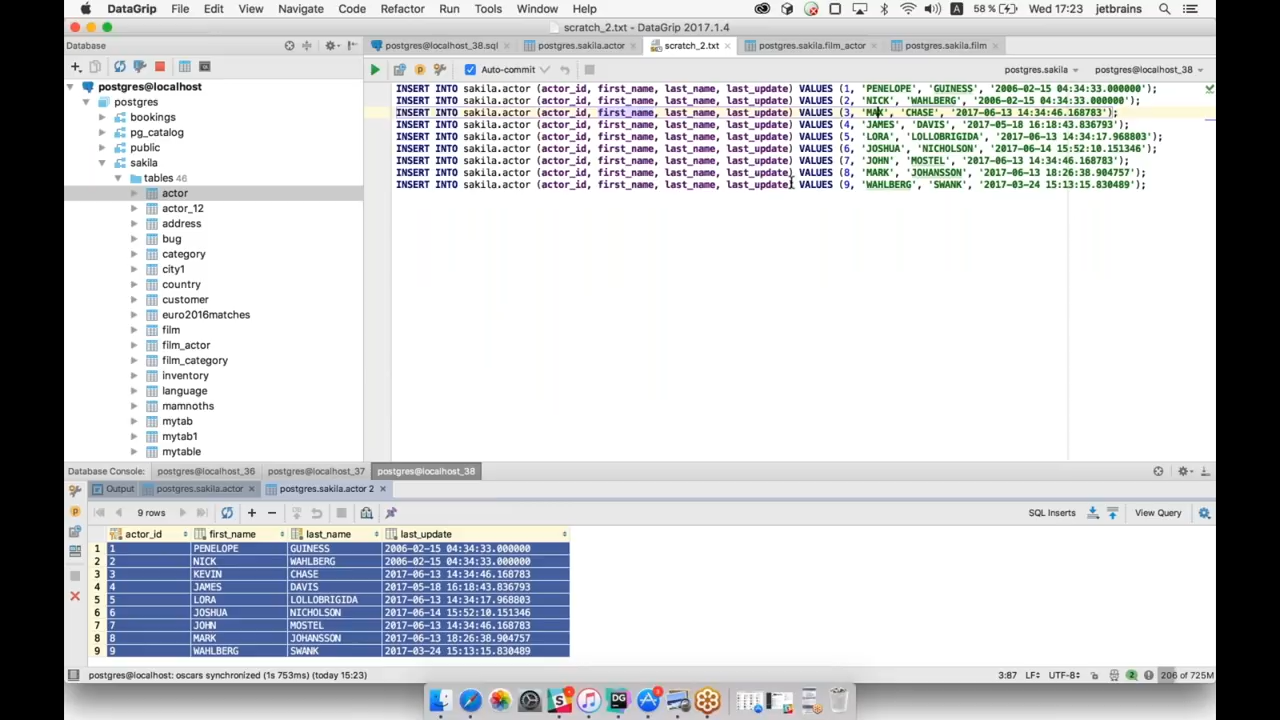 DataGrip File Edit View Navigate Code Refactor Run Tools Window Help 58 % Wed 17:23 jetbrains
scratch_2.txt - DataGrip 2017.1.4
Database postgres@localhost_38.sql postgres.sakila.actor scratch_2.txt postgres.sakila.film_actor postgres.sakila.film
Auto-commit postgres.sakila postgres@localhost_38
postgres@localhost
postgres
bookings
pg_catalog
public
sakila
tables 46
actor
actor_12
address
bug
category
city1
country
customer
euro2016matches
film
film_actor
film_category
inventory
language
mamnoths
mytab
mytab1
mytable
INSERT INTO sakila.actor (actor_id, first_name, last_name, last_update) VALUES (1, 'PENELOPE', 'GUINESS', '2006-02-15 04:34:33.000000');
INSERT INTO sakila.actor (actor_id, first_name, last_name, last_update) VALUES (2, 'NICK', 'WAHLBERG', '2006-02-15 04:34:33.000000');
INSERT INTO sakila.actor (actor_id, first_name, last_name, last_update) VALUES (3, 'MAX', 'CHASE', '2017-06-13 14:34:46.168783');
INSERT INTO sakila.actor (actor_id, first_name, last_name, last_update) VALUES (4, 'JAMES', 'DAVIS', '2017-05-18 16:18:43.836793');
INSERT INTO sakila.actor (actor_id, first_name, last_name, last_update) VALUES (5, 'LORA', 'LOLLOBRIGIDA', '2017-06-13 14:34:17.968803');
INSERT INTO sakila.actor (actor_id, first_name, last_name, last_update) VALUES (6, 'JOSHUA', 'NICHOLSON', '2017-06-14 15:52:10.151346');
INSERT INTO sakila.actor (actor_id, first_name, last_name, last_update) VALUES (7, 'JOHN', 'MOSTEL', '2017-06-13 14:34:46.168783');
INSERT INTO sakila.actor (actor_id, first_name, last_name, last_update) VALUES (8, 'MARK', 'JOHANSSON', '2017-06-13 18:26:38.904757');
INSERT INTO sakila.actor (actor_id, first_name, last_name, last_update) VALUES (9, 'WAHLBERG', 'SWANK', '2017-03-24 15:13:15.830489');
Database Console: postgres@localhost_36 postgres@localhost_37 postgres@localhost_38
Output postgres.sakila.actor postgres.sakila.actor 2
9 rows SQL Inserts View Query
actor_id first_name last_name last_update
1 1 PENELOPE GUINESS 2006-02-15 04:34:33.000000
2 2 NICK WAHLBERG 2006-02-15 04:34:33.000000
3 3 KEVIN CHASE 2017-06-13 14:34:46.168783
4 4 JAMES DAVIS 2017-05-18 16:18:43.836793
5 5 LORA LOLLOBRIGIDA 2017-06-13 14:34:17.968803
6 6 JOSHUA NICHOLSON 2017-06-14 15:52:10.151346
7 7 JOHN MOSTEL 2017-06-13 14:34:46.168783
8 8 MARK JOHANSSON 2017-06-13 18:26:38.904757
9 9 WAHLBERG SWANK 2017-03-24 15:13:15.830489
postgres@localhost: oscars synchronized (1s 753ms) (today 15:23) 3:87 LF UTF-8 2 206 of 725M